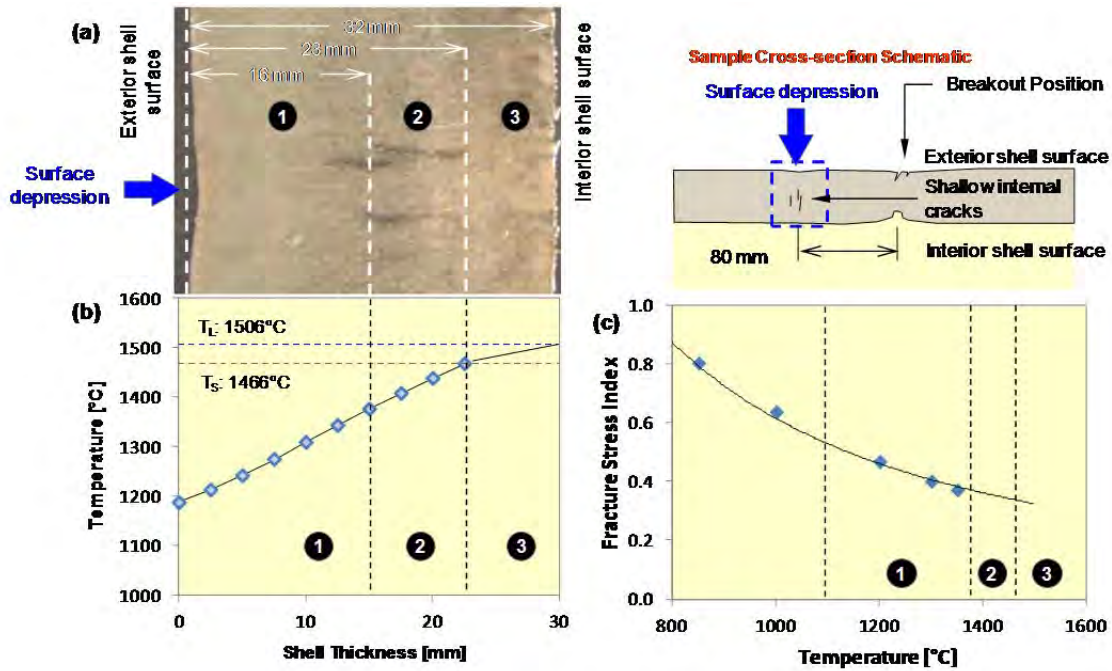 (a)
32 mm
23 mm
16 mm
Exterior shell
surface
Interior shell surface
1
2
3
Surface
depression
Sample Cross-section Schematic
Surface depression
Breakout Position
Exterior shell surface
Shallow internal
cracks
80 mm
Interior shell surface
(b)
1600
1500
1400
1300
1200
1100
1000
Temperature [°C]
TL: 1506°C
TS: 1466°C
1
2
3
0
10
20
30
Shell Thickness [mm]
(c)
1.0
0.8
0.6
0.4
0.2
0.0
Fracture Stress Index
1
2
3
800
1000
1200
1400
1600
Temperature [°C]